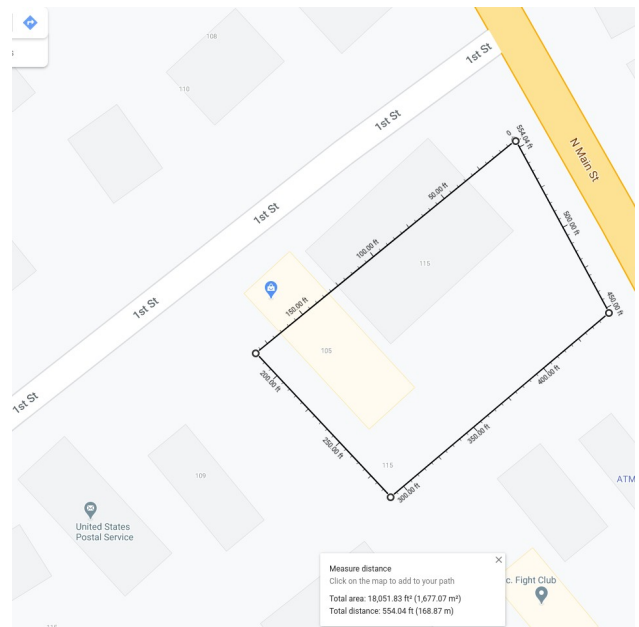 s
108
110
1st St
1st St
1st St
1st St
1st St
N Main St
0
554.04 ft
50.00 ft
100.00 ft
150.00 ft
200.00 ft
250.00 ft
300.00 ft
350.00 ft
400.00 ft
450.00 ft
500.00 ft
115
105
115
109
United States
Postal Service
ATM
Measure distance
Click on the map to add to your path
Total area: 18,051.83 ft² (1,677.07 m²)
Total distance: 554.04 ft (168.87 m)
c. Fight Club